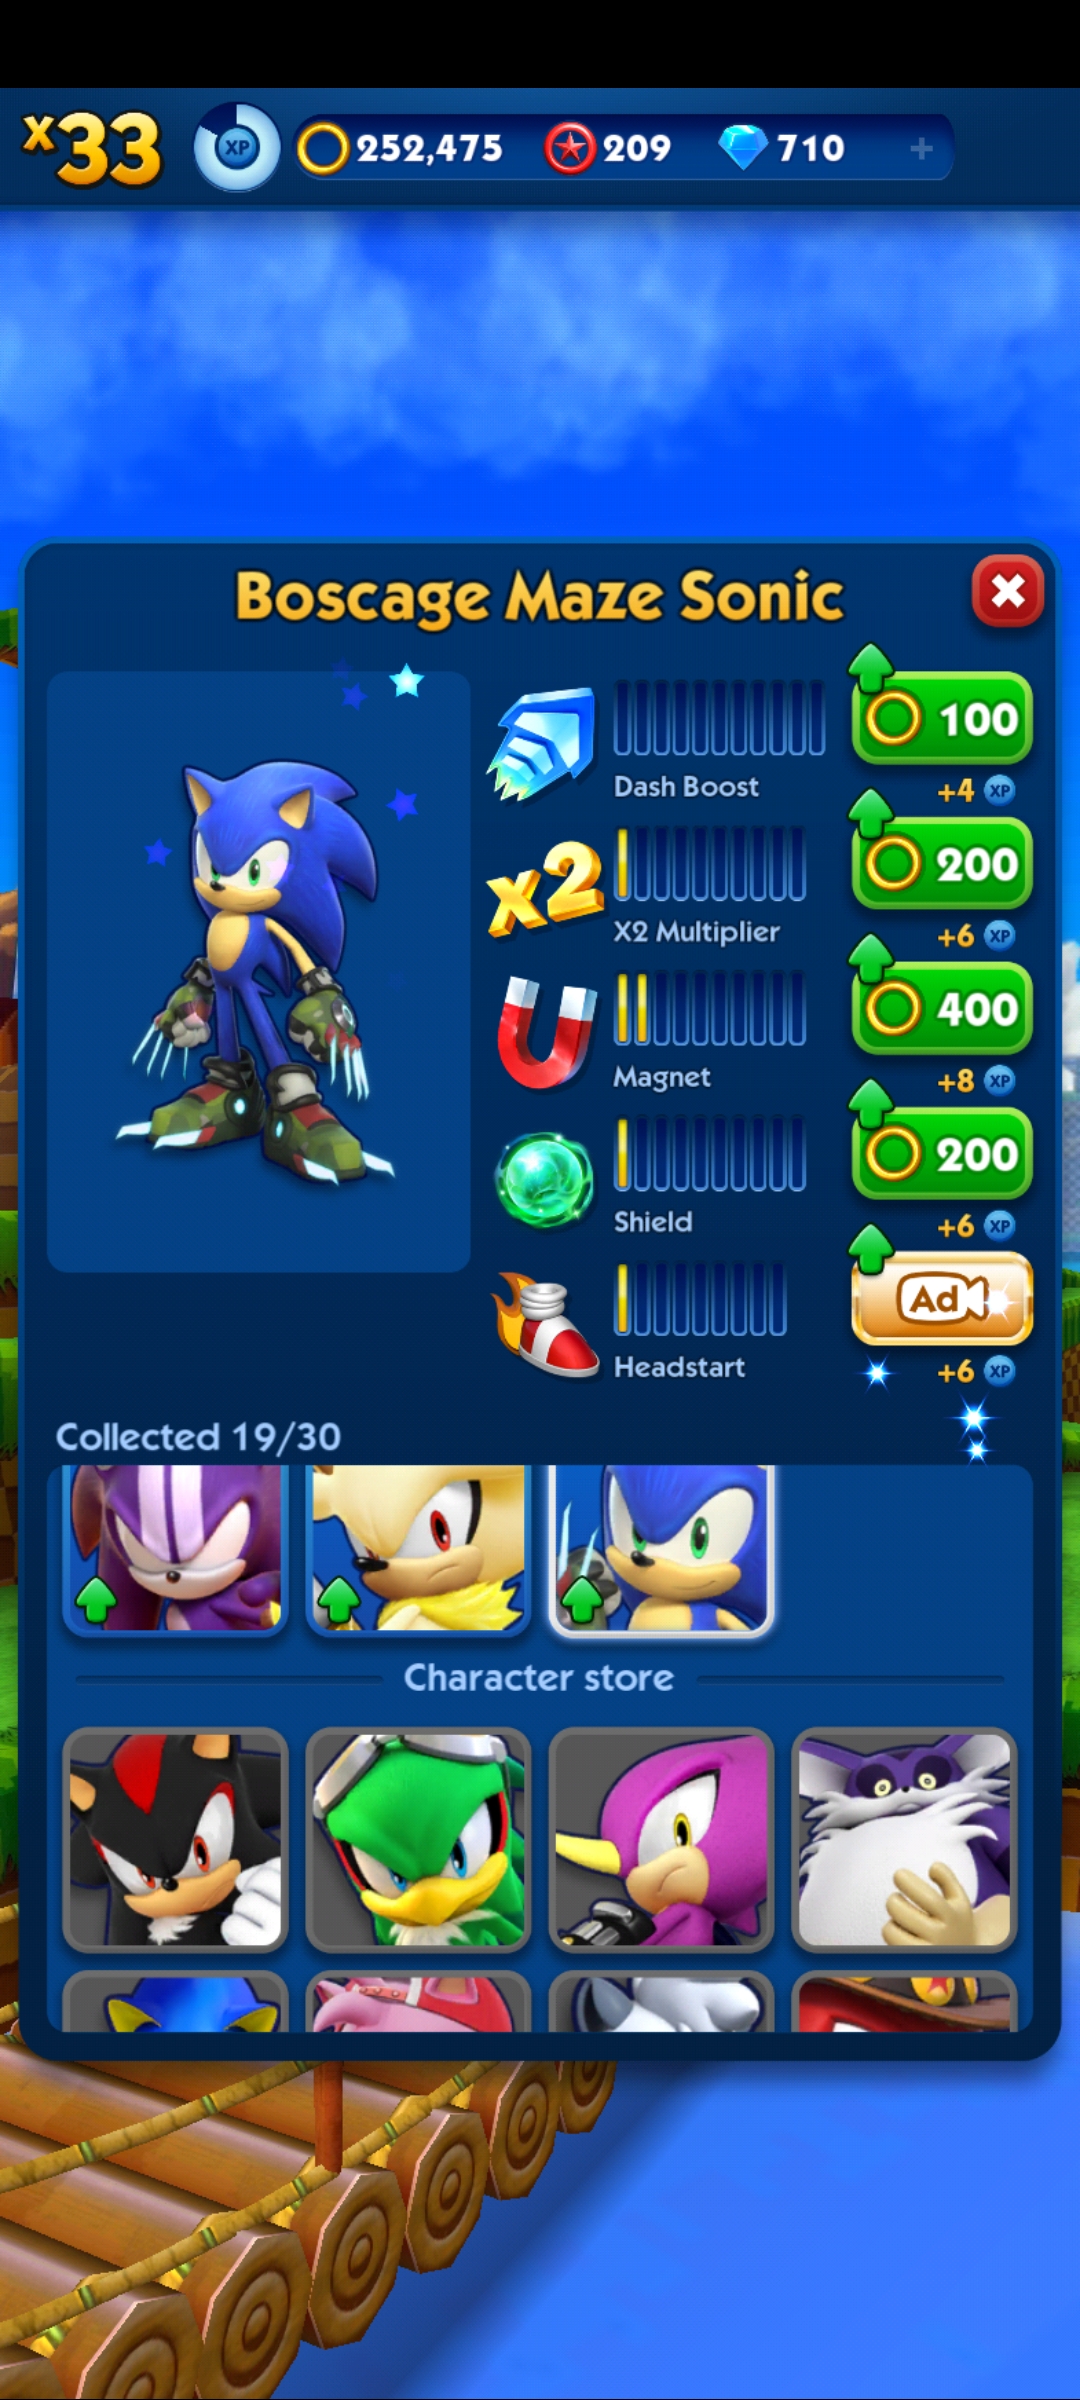 x33 XP 252,475 209 710 +
Boscage Maze Sonic
100
Dash Boost
+4 XP
x2
200
X2 Multiplier
+6 XP
400
Magnet
+8 XP
200
Shield
+6 XP
Ad
Headstart
+6 XP
Collected 19/30
Character store